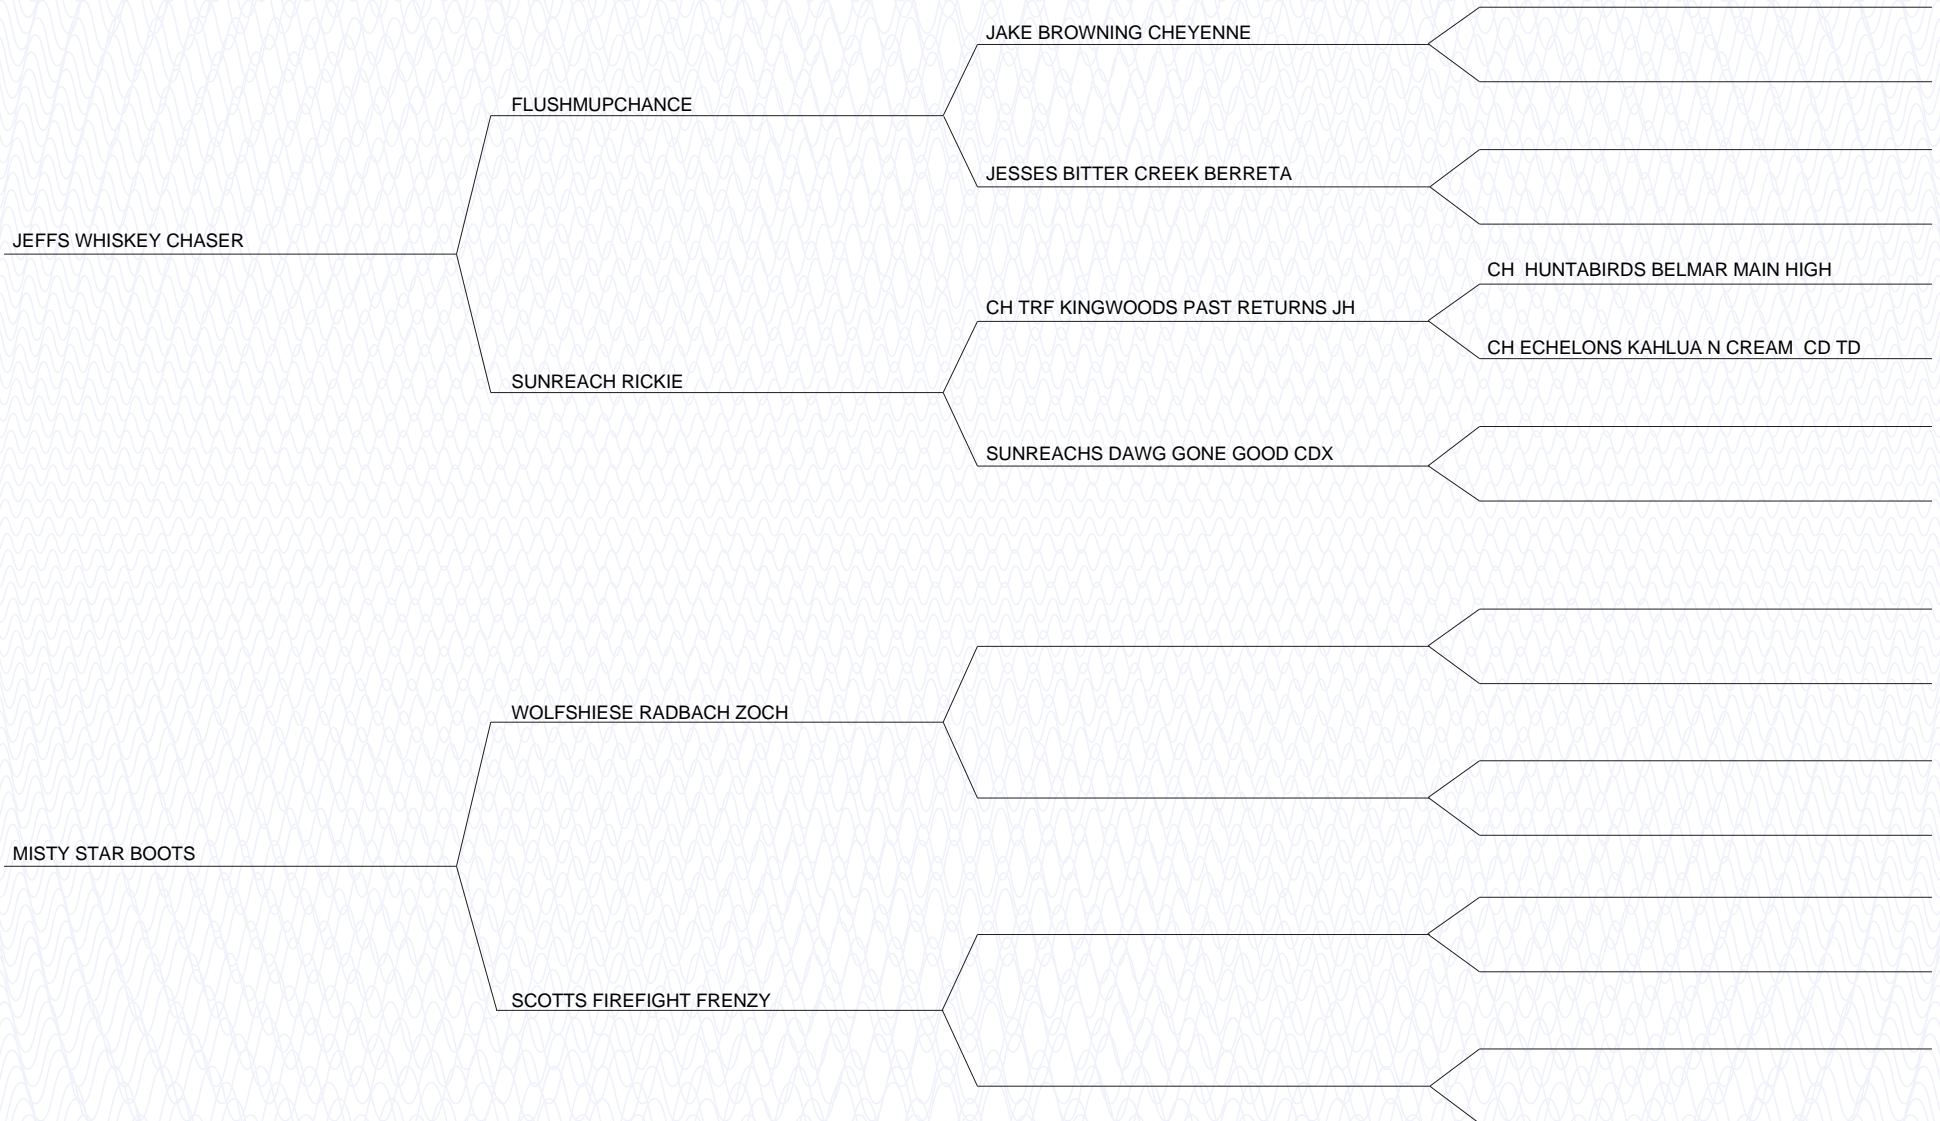 JAKE BROWNING CHEYENNE
FLUSHMUPCHANCE
JESSES BITTER CREEK BERRETA
JEFFS WHISKEY CHASER
CH  HUNTABIRDS BELMAR MAIN HIGH
CH TRF KINGWOODS PAST RETURNS JH
CH ECHELONS KAHLUA N CREAM  CD TD
SUNREACH RICKIE
SUNREACHS DAWG GONE GOOD CDX
WOLFSHIESE RADBACH ZOCH
MISTY STAR BOOTS
SCOTTS FIREFIGHT FRENZY